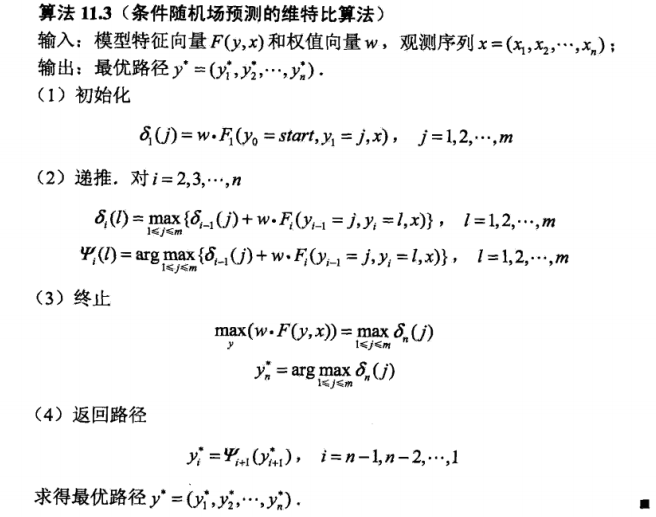 算法 11.3（条件随机场预测的维特比算法）
输入：模型特征向量 F(y,x) 和权值向量 w，观测序列 x=(x₁,x₂,⋯,xₙ)；
输出：最优路径 y*=(y₁*,y₂*,⋯,yₙ*)．
（1）初始化
δ₁(j)=w•F₁(y₀=start,y₁=j,x)， j=1,2,⋯,m
（2）递推．对 i=2,3,⋯,n
δᵢ(l)=max_{1≤j≤m}{δᵢ₋₁(j)+w•Fᵢ(yᵢ₋₁=j,yᵢ=l,x)}， l=1,2,⋯,m
Ψᵢ(l)=arg max_{1≤j≤m}{δᵢ₋₁(j)+w•Fᵢ(yᵢ₋₁=j,yᵢ=l,x)}， l=1,2,⋯,m
（3）终止
max_y(w•F(y,x))=max_{1≤j≤m} δₙ(j)
yₙ*=arg max_{1≤j≤m} δₙ(j)
（4）返回路径
yᵢ*=Ψᵢ₊₁(yᵢ₊₁*)， i=n-1,n-2,⋯,1
求得最优路径 y*=(y₁*,y₂*,⋯,yₙ*)．